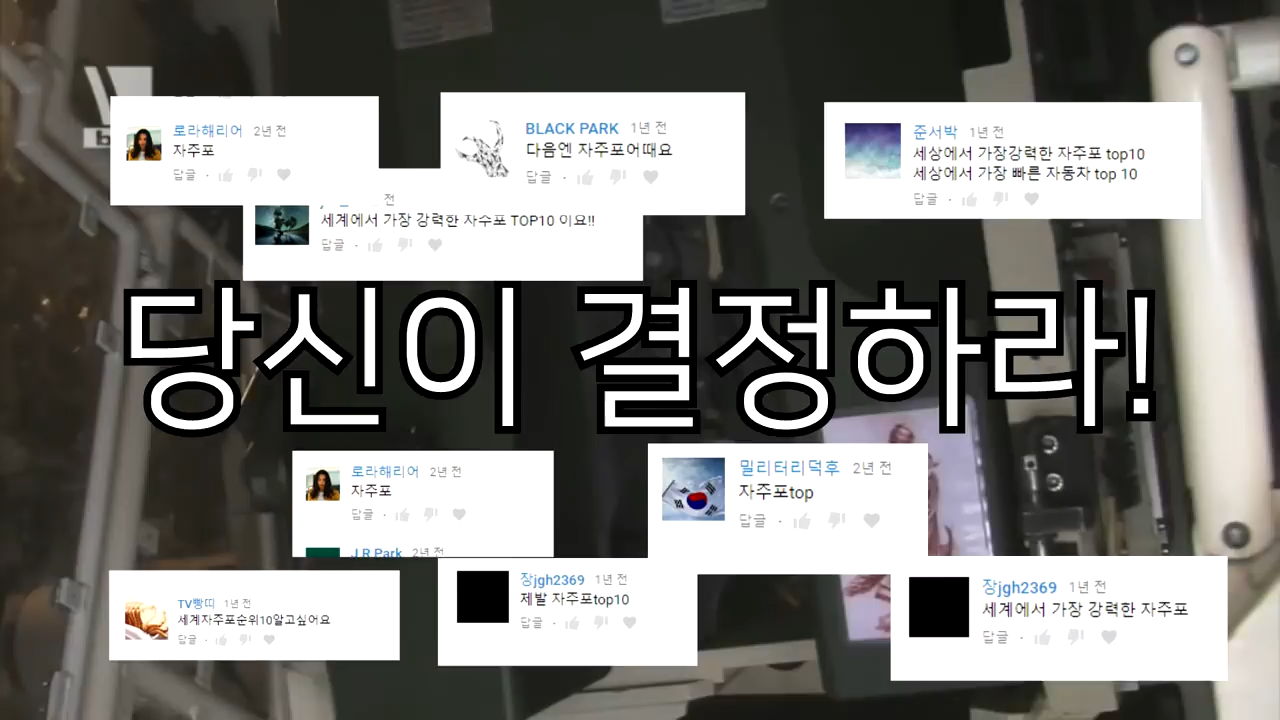 로라해리어 2년 전
자주포
답글
BLACK PARK 1년 전
다음엔 자주포어때요
답글
준서박 1년 전
세상에서 가장강력한 자주포 top10
세상에서 가장 빠른 자동차 top 10
답글
전
세계에서 가장 강력한 자수포 TOP10 이요!!
답글
당신이 결정하라!
로라해리어 2년 전
자주포
답글
J R Park 2년 전
밀리터리덕후 2년 전
자주포top
답글
TV빵띠 1년 전
세계자주포순위10알고싶어요
답글
장jgh2369 1년 전
제발 자주포top10
답글
장jgh2369 1년 전
세계에서 가장 강력한 자주포
답글